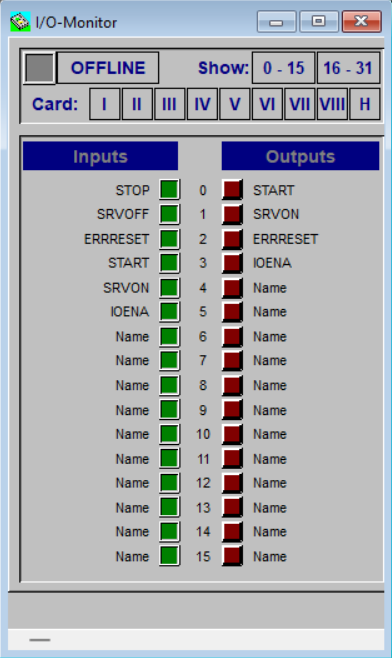 I/O-Monitor
OFFLINE Show: 0 - 15 16 - 31
Card: I II III IV V VI VII VIII H
Inputs Outputs
STOP 0 START
SRVOFF 1 SRVON
ERRRESET 2 ERRRESET
START 3 IOENA
SRVON 4 Name
IOENA 5 Name
Name 6 Name
Name 7 Name
Name 8 Name
Name 9 Name
Name 10 Name
Name 11 Name
Name 12 Name
Name 13 Name
Name 14 Name
Name 15 Name